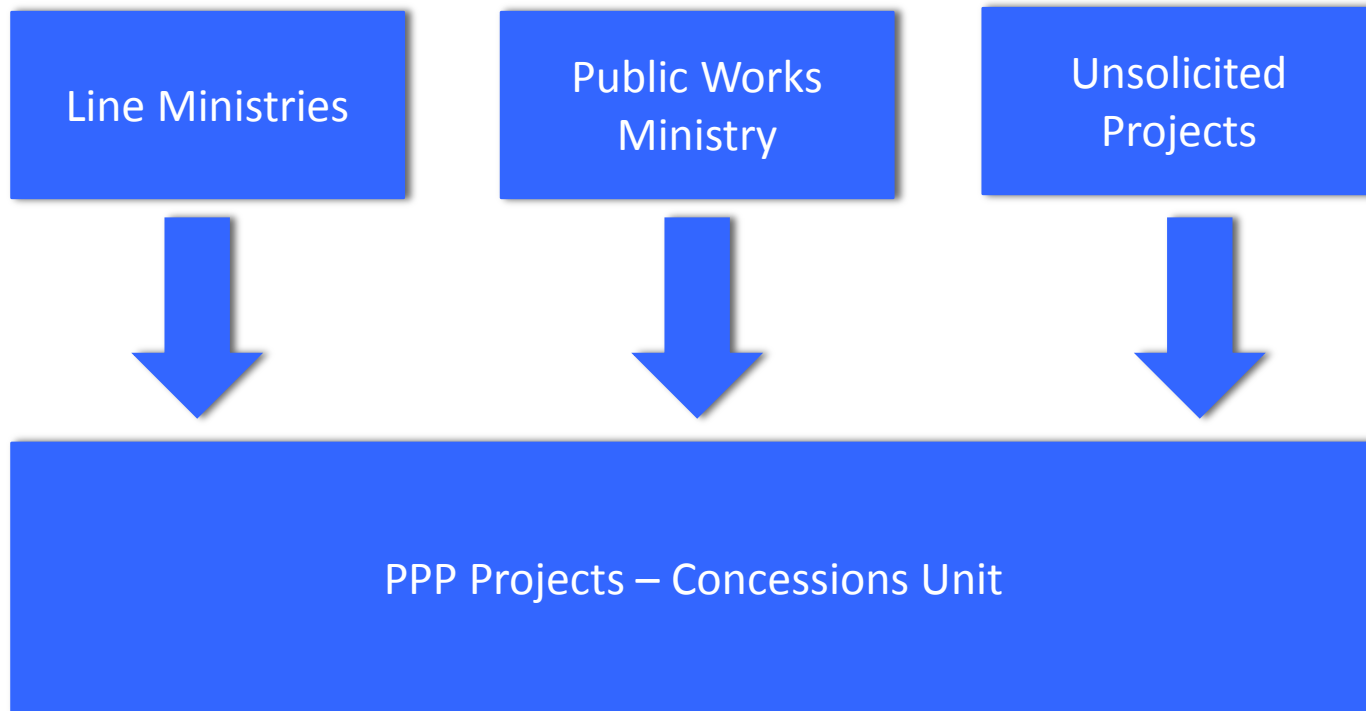 Line Ministries
Public Works
Ministry
Unsolicited
Projects
PPP Projects – Concessions Unit